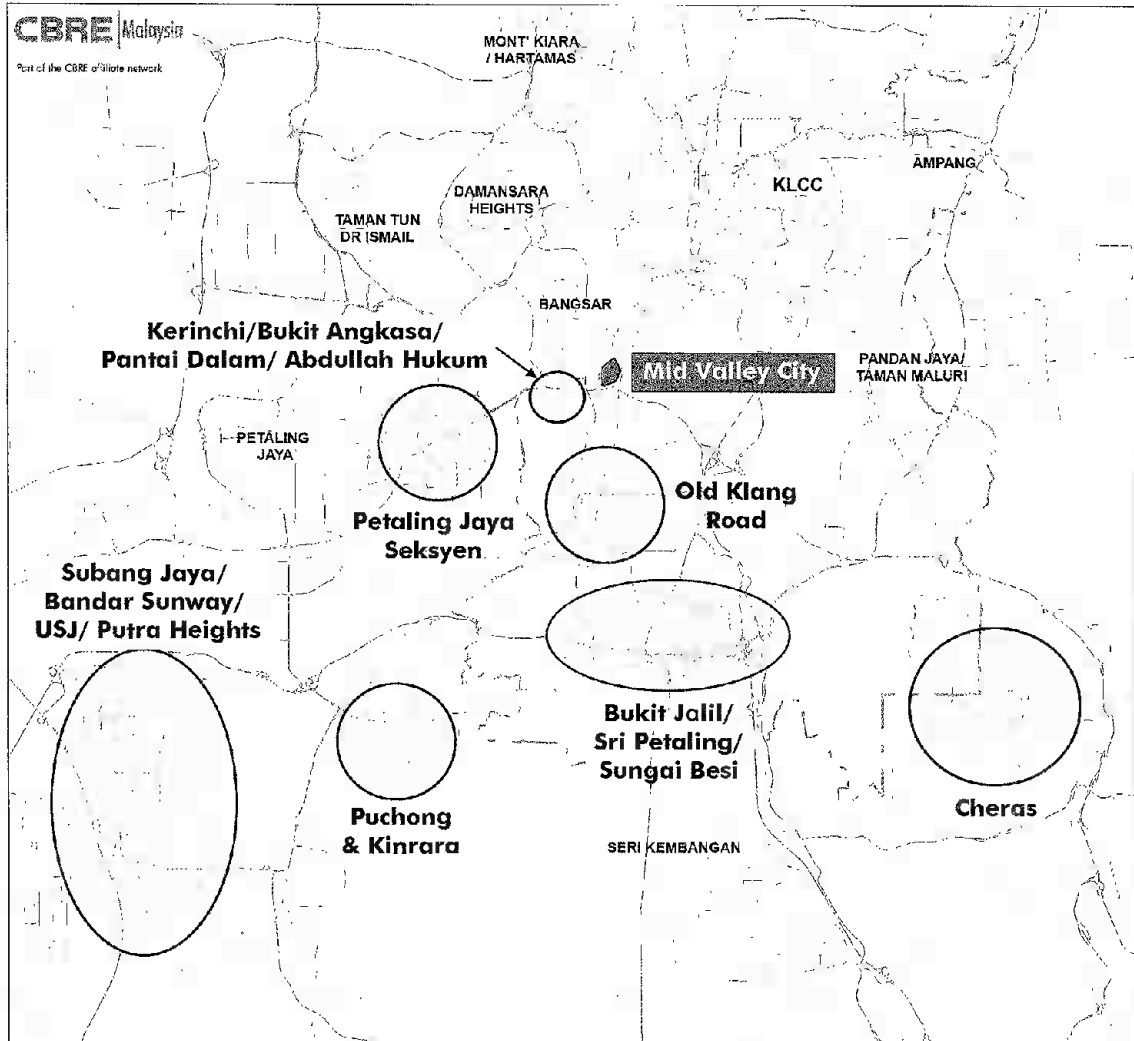 CBRE Malaysia
Part of the CBRE affiliate network
MONT' KIARA
/ HARTAMAS
AMPANG
KLCC
DAMANSARA
HEIGHTS
TAMAN TUN
DR ISMAIL
BANGSAR
Kerinchi/Bukit Angkasa/
Pantai Dalam/ Abdullah Hukum
Mid Valley City
PANDAN JAYA/
TAMAN MALURI
PETALING
JAYA
Petaling Jaya
Seksyen
Old Klang
Road
Subang Jaya/
Bandar Sunway/
USJ/ Putra Heights
Bukit Jalil/
Sri Petaling/
Sungai Besi
Puchong
& Kinrara
Cheras
SERI KEMBANGAN